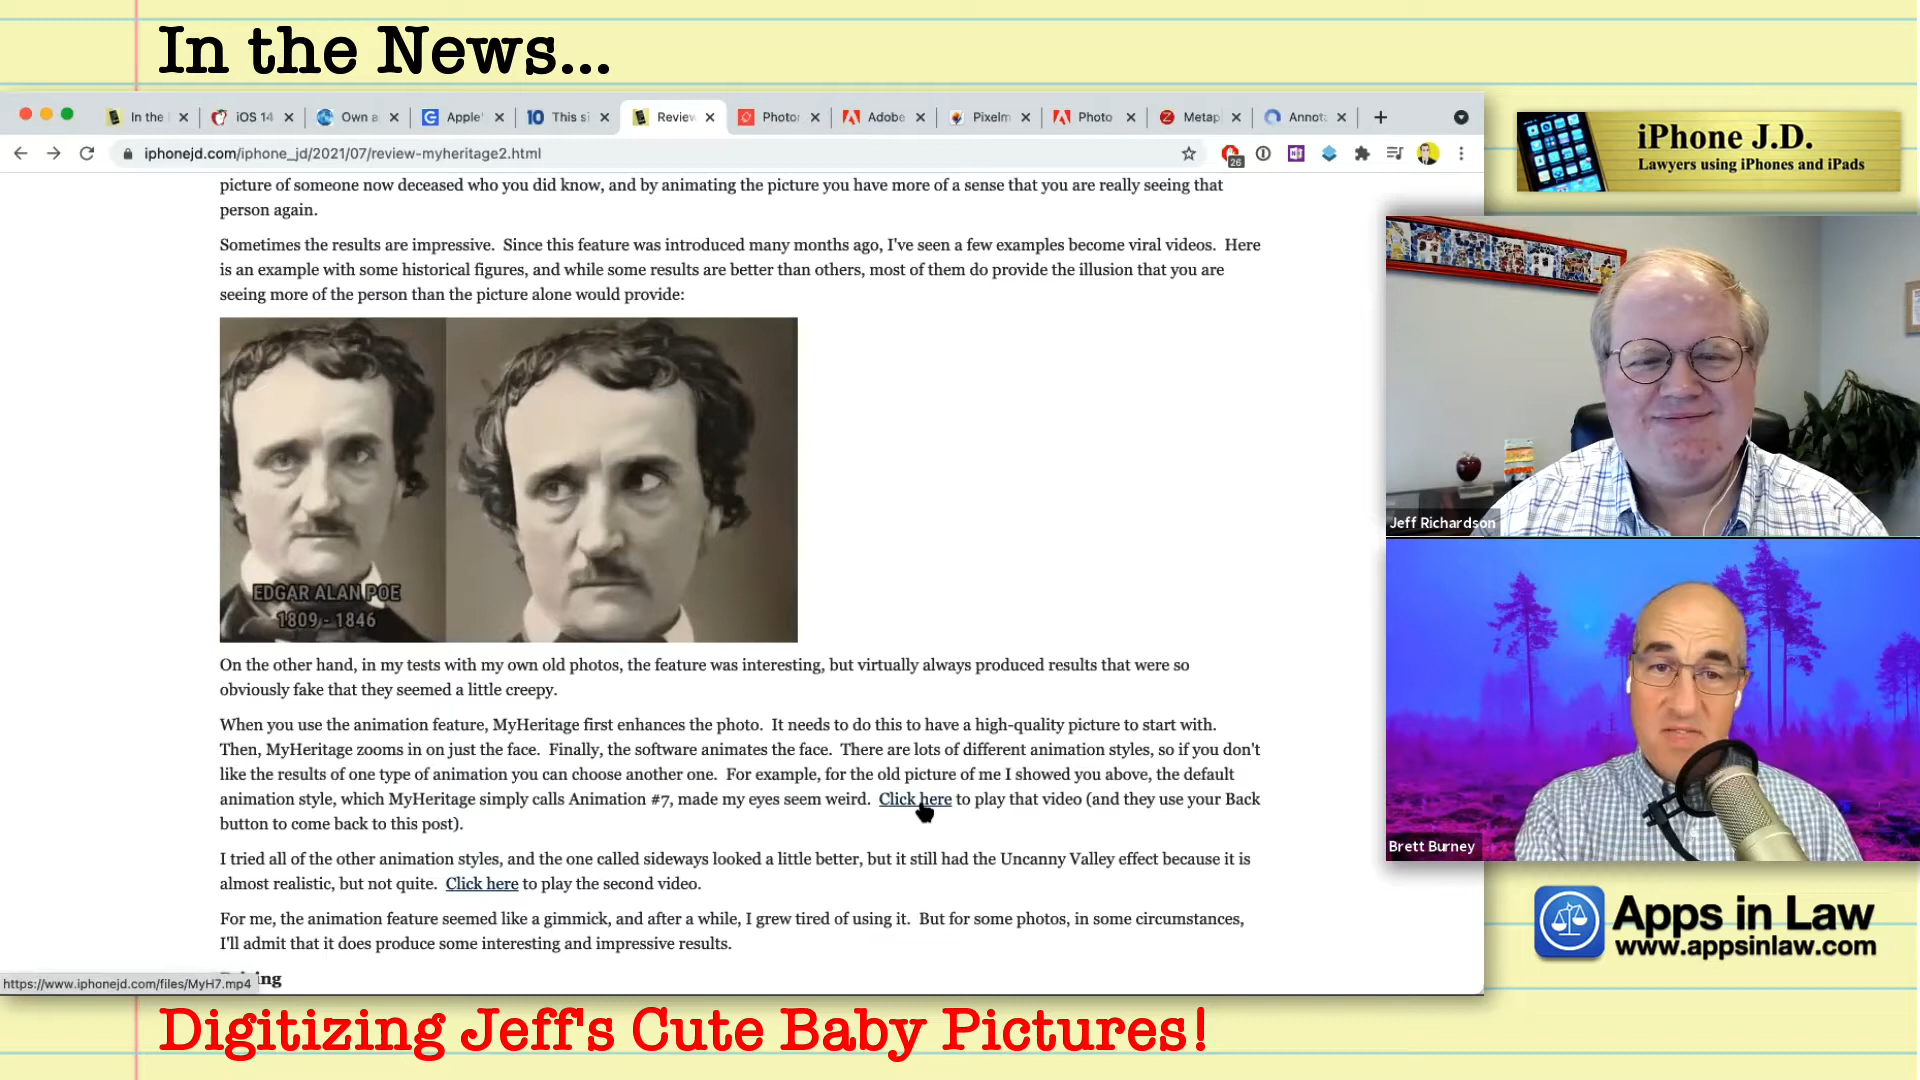 In the News...
In the
iOS 14
Own a
Apple'
10
This si
Review
Photor
Adobe
Pixelm
Photo
Metap
Annota
iphonejd.com/iphone_jd/2021/07/review-myheritage2.html
26
picture of someone now deceased who you did know, and by animating the picture you have more of a sense that you are really seeing that
person again.
Sometimes the results are impressive. Since this feature was introduced many months ago, I've seen a few examples become viral videos. Here
is an example with some historical figures, and while some results are better than others, most of them do provide the illusion that you are
seeing more of the person than the picture alone would provide:
EDGAR ALAN POE
1809 - 1846
On the other hand, in my tests with my own old photos, the feature was interesting, but virtually always produced results that were so
obviously fake that they seemed a little creepy.
When you use the animation feature, MyHeritage first enhances the photo. It needs to do this to have a high-quality picture to start with.
Then, MyHeritage zooms in on just the face. Finally, the software animates the face. There are lots of different animation styles, so if you don't
like the results of one type of animation you can choose another one. For example, for the old picture of me I showed you above, the default
animation style, which MyHeritage simply calls Animation #7, made my eyes seem weird. Click here to play that video (and they use your Back
button to come back to this post).
I tried all of the other animation styles, and the one called sideways looked a little better, but it still had the Uncanny Valley effect because it is
almost realistic, but not quite. Click here to play the second video.
For me, the animation feature seemed like a gimmick, and after a while, I grew tired of using it. But for some photos, in some circumstances,
I'll admit that it does produce some interesting and impressive results.
https://www.iphonejd.com/files/MyH7.mp4
iPhone J.D.
Lawyers using iPhones and iPads
Jeff Richardson
Brett Burney
Apps in Law
www.appsinlaw.com
Digitizing Jeff's Cute Baby Pictures!